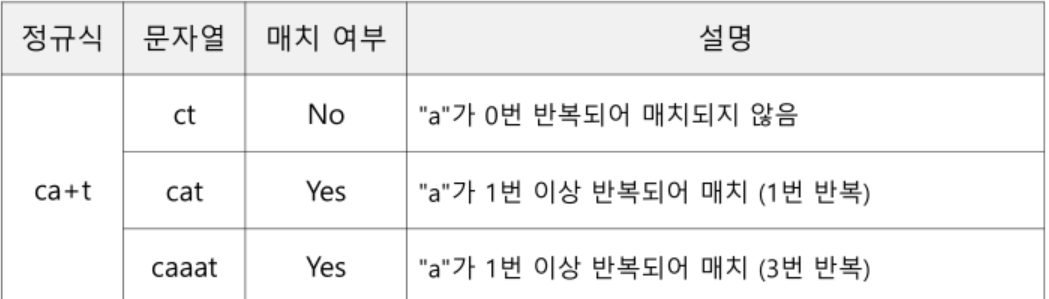 정규식 문자열 매치 여부 설명
ct No "a"가 0번 반복되어 매치되지 않음
ca+t cat Yes "a"가 1번 이상 반복되어 매치 (1번 반복)
caaat Yes "a"가 1번 이상 반복되어 매치 (3번 반복)